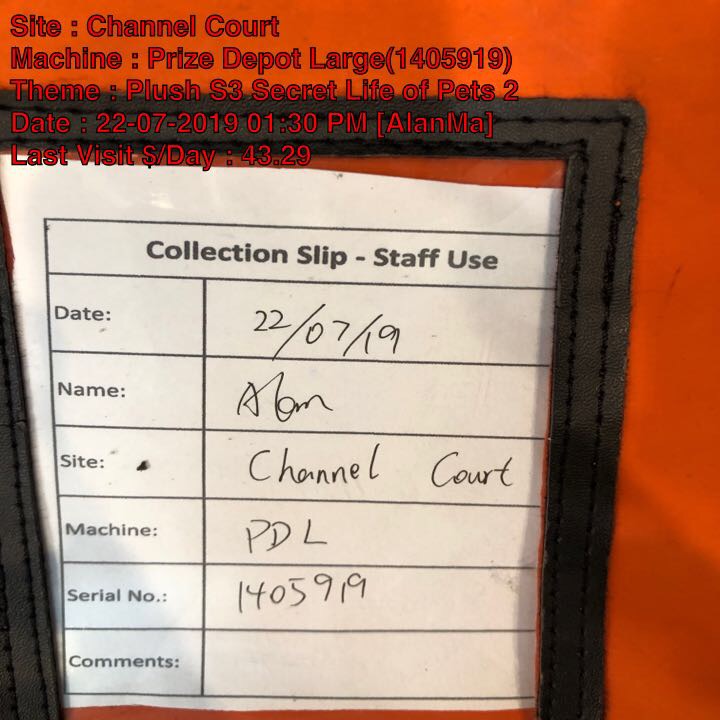 Site : Channel Court
Machine : Prize Depot Large(1405919)
Theme : Plush S3 Secret Life of Pets 2
Date : 22-07-2019 01:30 PM [AlanMa]
Last Visit $/Day : 43.29
Collection Slip - Staff Use
Date: 22/07/19
Name: Alan
Site: Channel Court
Machine: PDL
Serial No.: 1405919
Comments: